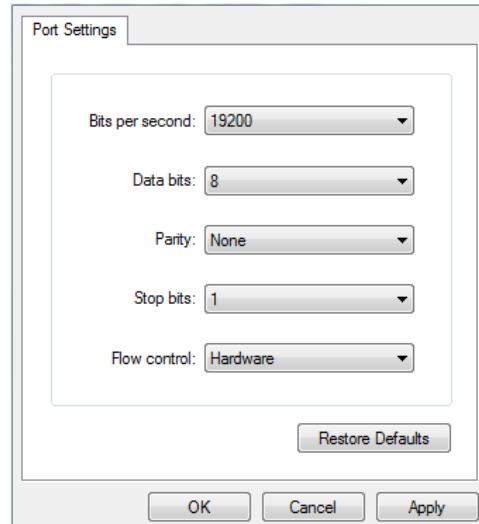 Port Settings
Bits per second: 19200
Data bits: 8
Parity: None
Stop bits: 1
Flow control: Hardware
Restore Defaults
OK Cancel Apply